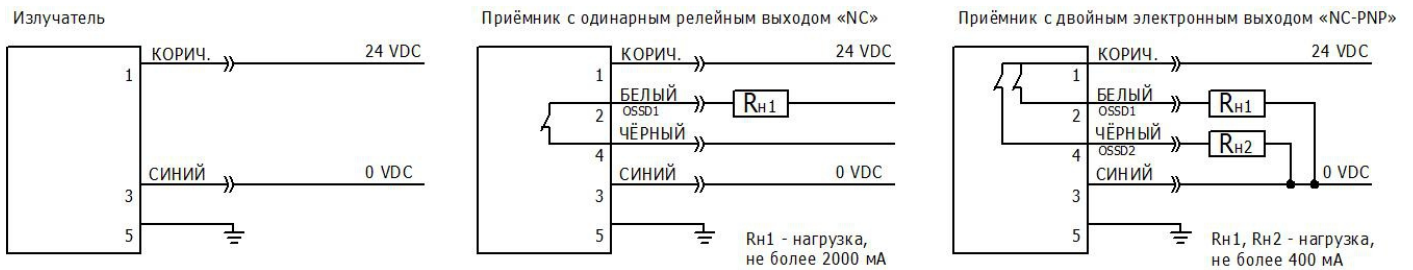 Излучатель
КОРИЧ.
24 VDC
1
СИНИЙ
0 VDC
3
5
Приёмник с одинарным релейным выходом «NC»
КОРИЧ.
24 VDC
1
БЕЛЫЙ
OSSD1
Rн1
2
ЧЁРНЫЙ
4
СИНИЙ
0 VDC
3
5
Rн1 - нагрузка,
не более 2000 мА
Приёмник с двойным электронным выходом «NC-PNP»
КОРИЧ.
24 VDC
1
БЕЛЫЙ
OSSD1
Rн1
2
ЧЁРНЫЙ
OSSD2
Rн2
4
СИНИЙ
0 VDC
3
5
Rн1, Rн2 - нагрузка,
не более 400 мА